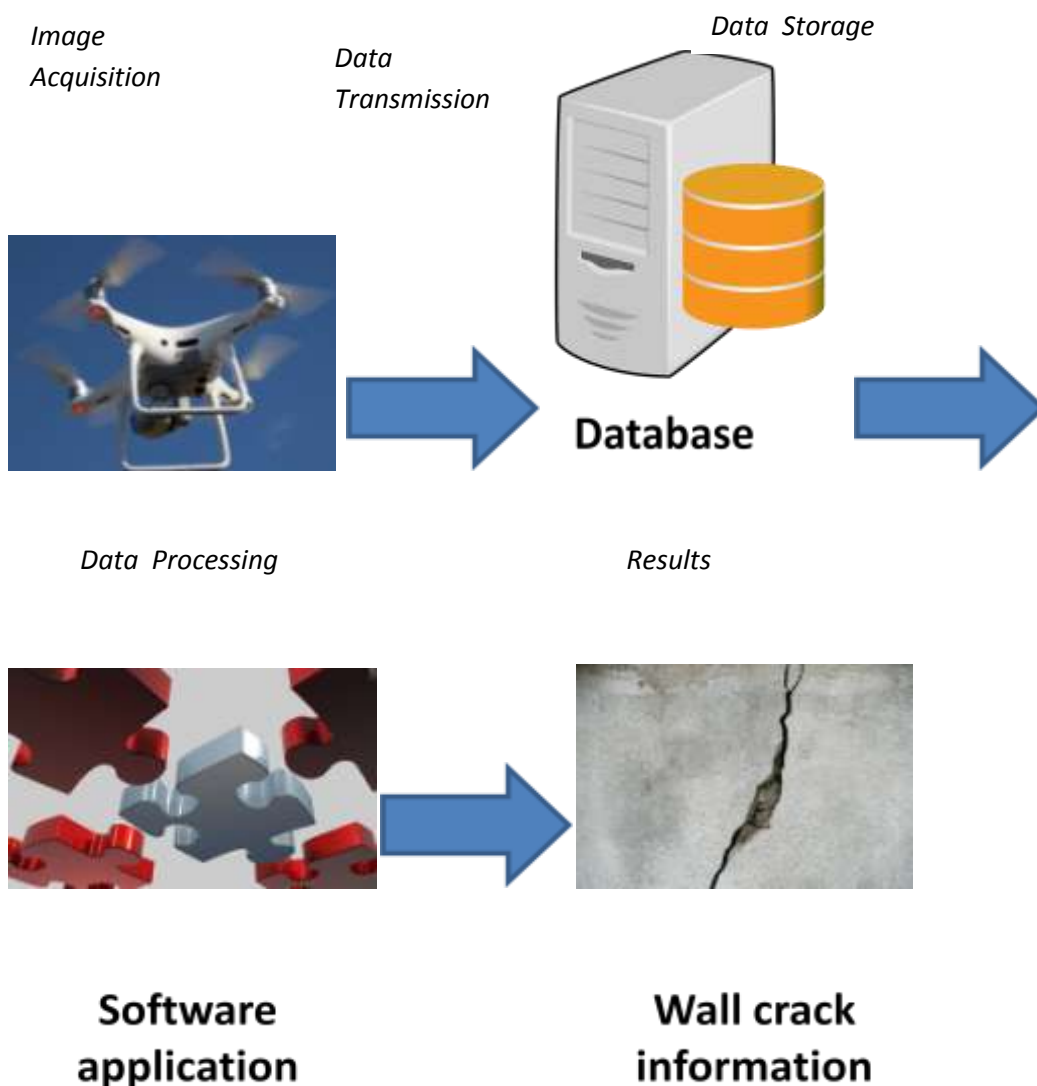 Image
Acquisition
Data
Transmission
Data Storage
Database
Data Processing
Results
Software
application
Wall crack
information